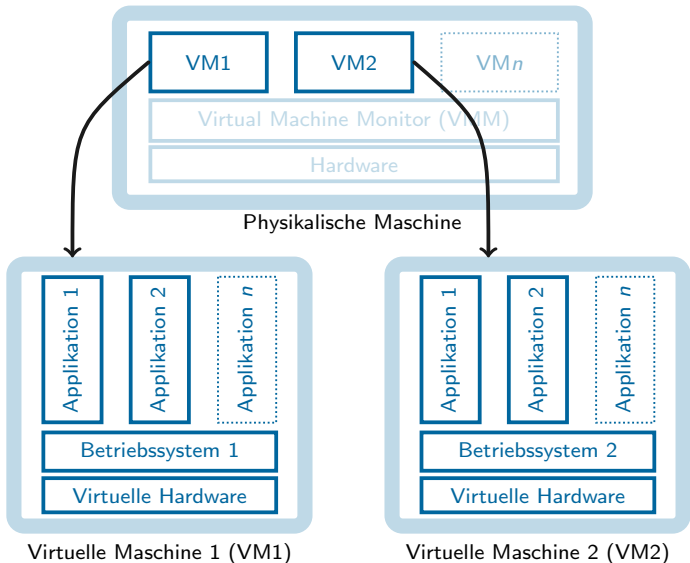 VM1
VM2
VMn
Virtual Machine Monitor (VMM)
Hardware
Physikalische Maschine
Applikation 1
Applikation 2
Applikation n
Betriebssystem 1
Virtuelle Hardware
Virtuelle Maschine 1 (VM1)
Applikation 1
Applikation 2
Applikation n
Betriebssystem 2
Virtuelle Hardware
Virtuelle Maschine 2 (VM2)